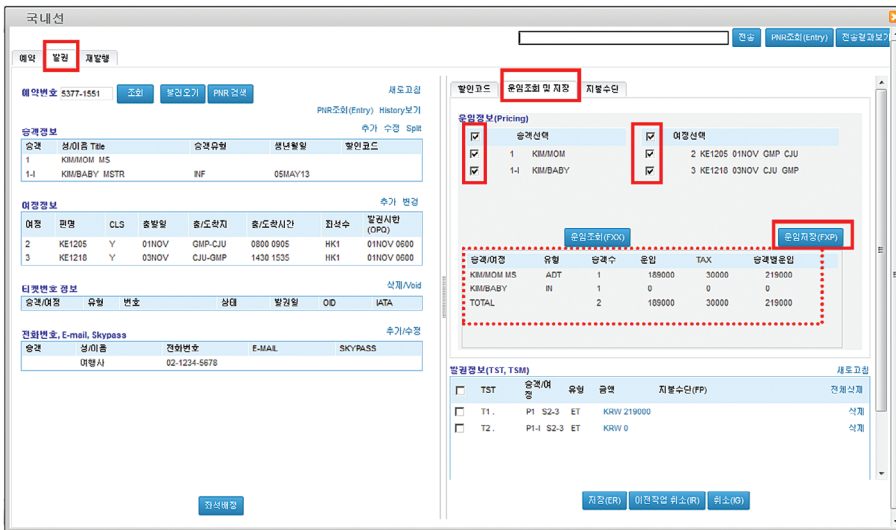 국내선
전송 PNR조회(Entry) 전송결과보기
예약 발권 재발행
예약번호 5377-1551 조회 불러오기 PNR 검색 새로고침
PNR조회(Entry) History보기
승객정보 추가 수정 Split
승객 성/이름 Title 승객유형 생년월일 할인코드
1 KIM/MOM MS
1-I KIM/BABY MSTR INF 05MAY13
여정정보 추가 변경
여정 편명 CLS 출발일 출/도착지 출/도착시간 좌석수 발권시한 (OPQ)
2 KE1205 Y 01NOV GMP-CJU 0800 0905 HK1 01NOV 0600
3 KE1218 Y 03NOV CJU-GMP 1430 1535 HK1 01NOV 0600
티켓번호 정보 삭제/Void
승객/여정 유형 번호 상태 발권일 OID IATA
전화번호, E-mail, Skypass 추가/수정
승객 성/이름 전화번호 E-MAIL SKYPASS
여행사 02-1234-5678
좌석배정
할인코드 운임조회 및 저장 지불수단
운임정보(Pricing)
승객선택 여정선택
1 KIM/MOM 2 KE1205 01NOV GMP CJU
1-I KIM/BABY 3 KE1218 03NOV CJU GMP
운임조회(FXX) 운임저장(FXP)
승객/여정 유형 승객수 운임 TAX 승객별운임
KIM/MOM MS ADT 1 189000 30000 219000
KIM/BABY IN 1 0 0 0
TOTAL 2 189000 30000 219000
발권정보(TST, TSM) 새로고침
TST 승객/여정 유형 금액 지불수단(FP) 전체삭제
T1. P1 S2-3 ET KRW 219000 삭제
T2. P1-I S2-3 ET KRW 0 삭제
저장(ER) 이전작업 취소(IR) 취소(IG)